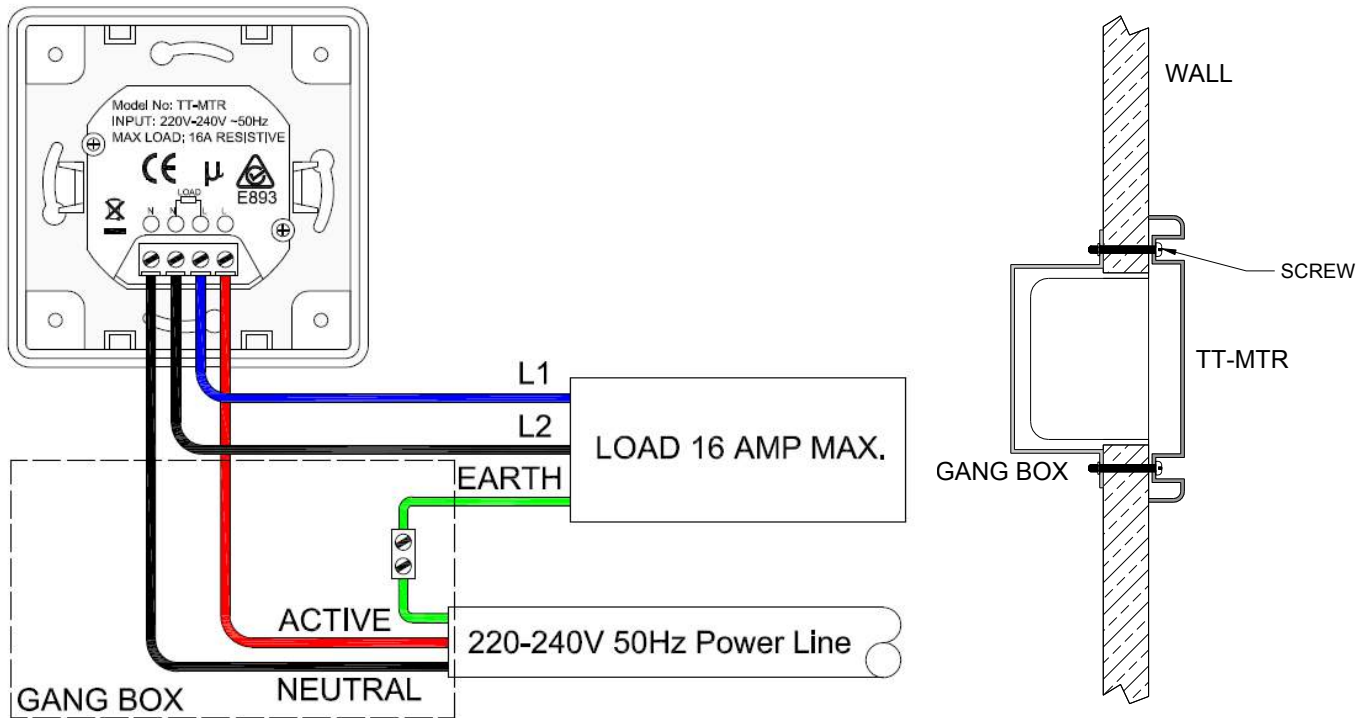 Model No: TT-MTR
INPUT: 220V-240V ~50Hz
MAX LOAD; 16A RESISTIVE
CE µ
E893
LOAD
N N L L
L1
L2
EARTH
LOAD 16 AMP MAX.
ACTIVE
220-240V 50Hz Power Line
NEUTRAL
GANG BOX
WALL
SCREW
TT-MTR
GANG BOX